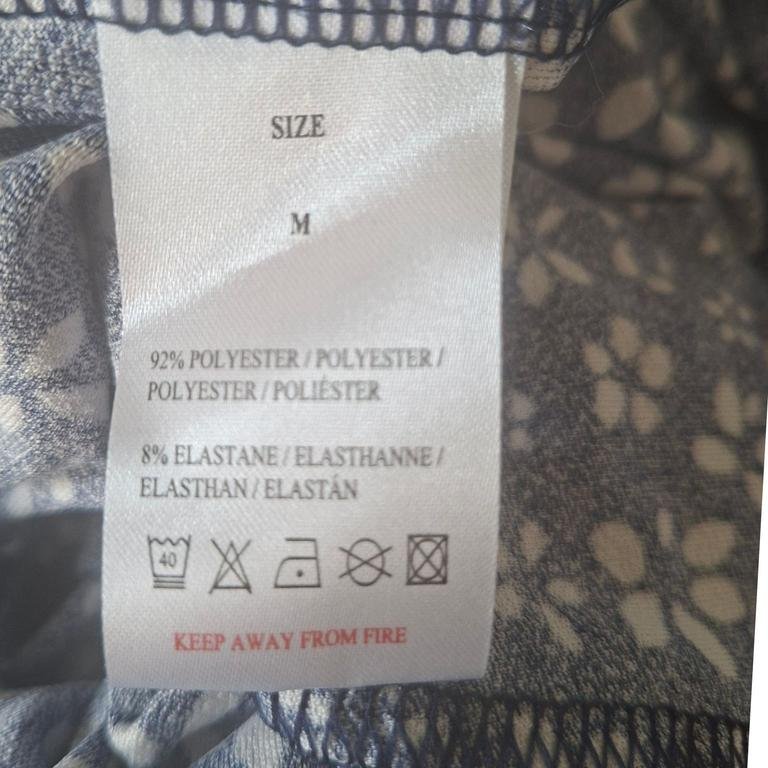 SIZE
M
92% POLYESTER / POLYESTER /
POLYESTER / POLIÉSTER
8% ELASTANE / ELASTHANNE /
ELASTHAN / ELASTÁN
40
KEEP AWAY FROM FIRE